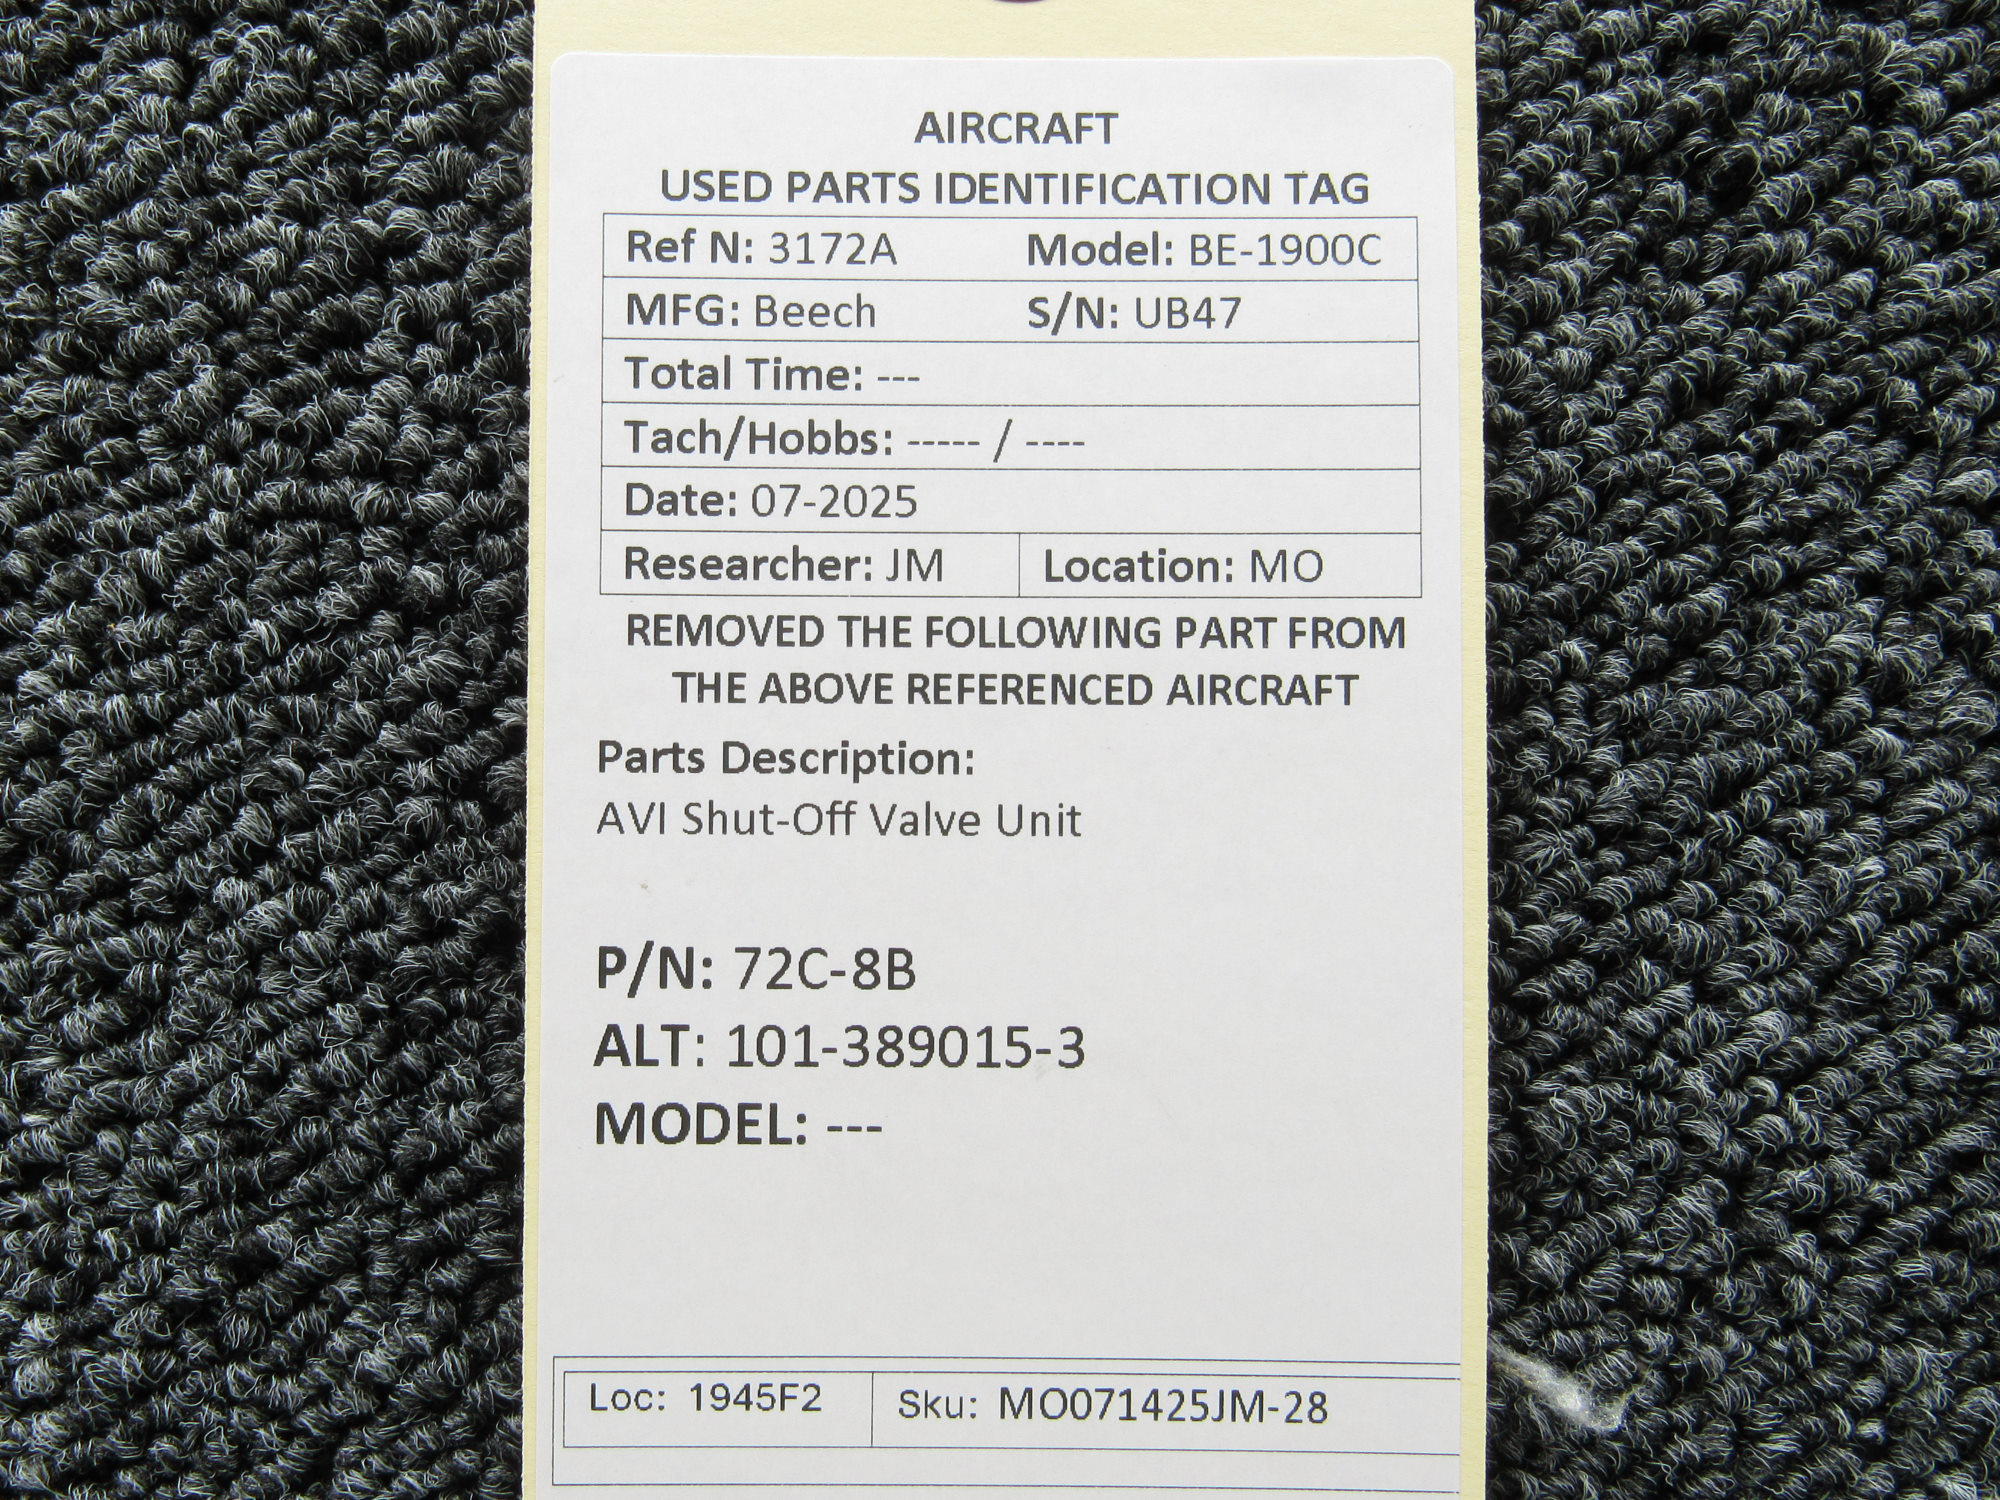 AIRCRAFT
USED PARTS IDENTIFICATION TAG
Ref N: 3172A Model: BE-1900C
MFG: Beech S/N: UB47
Total Time: ---
Tach/Hobbs: ----- / ----
Date: 07-2025
Researcher: JM Location: MO
REMOVED THE FOLLOWING PART FROM
THE ABOVE REFERENCED AIRCRAFT
Parts Description:
AVI Shut-Off Valve Unit
P/N: 72C-8B
ALT: 101-389015-3
MODEL: ---
Loc: 1945F2 Sku: MO071425JM-28